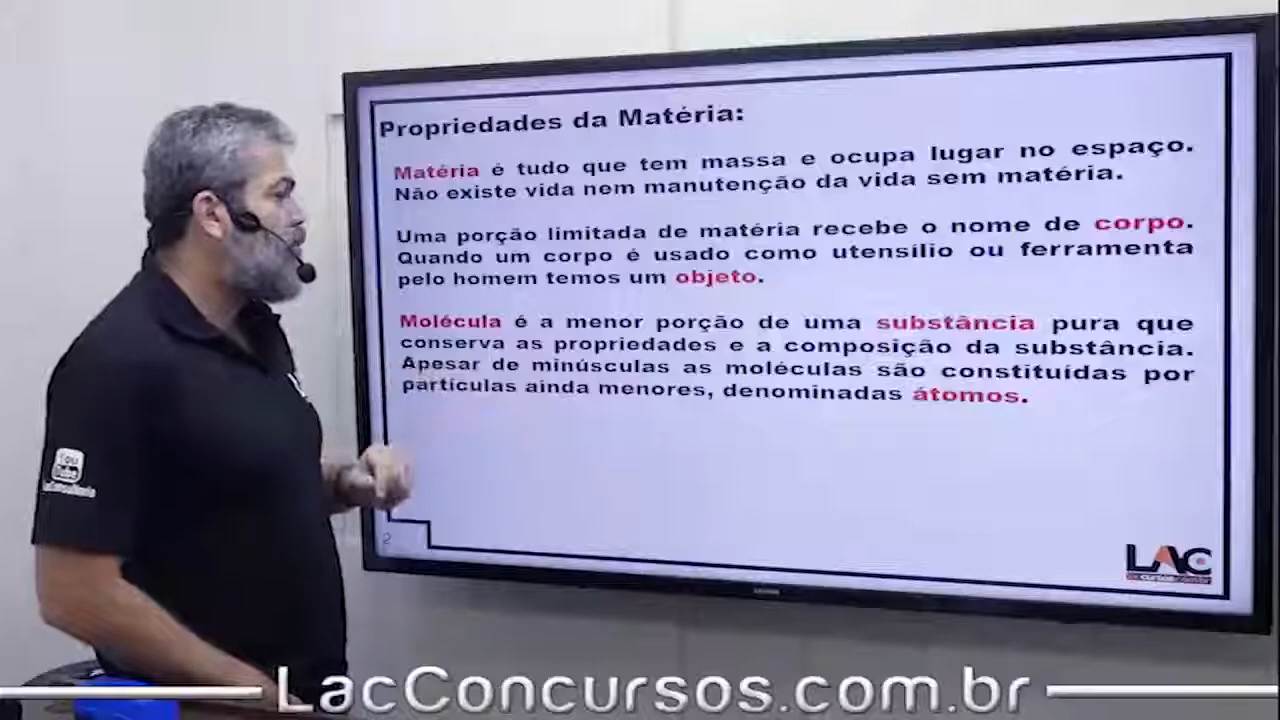 Propriedades da Matéria:
Matéria é tudo que tem massa e ocupa lugar no espaço.
Não existe vida nem manutenção da vida sem matéria.
Uma porção limitada de matéria recebe o nome de corpo.
Quando um corpo é usado como utensílio ou ferramenta
pelo homem temos um objeto.
Molécula é a menor porção de uma substância pura que
conserva as propriedades e a composição da substância.
Apesar de minúsculas as moléculas são constituídas por
partículas ainda menores, denominadas átomos.
2
LAC
You
Tube
LacConcursos.com.br